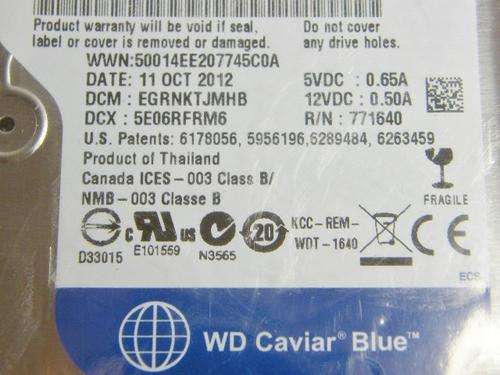 Product warranty will be void if seal, Do not cover
label or cover is removed or damaged. any drive holes.
WWN:50014EE207745C0A
DATE: 11 OCT 2012 5VDC : 0.65A
DCM : EGRNKTJMHB 12VDC : 0.50A
DCX : 5E06RFRM6 R/N : 771640
U.S. Patents: 6178056, 5956196,6289484, 6263459
Product of Thailand
Canada ICES-003 Class B/
NMB-003 Classe B
FRAGILE
c RU us 20 KCC-REM-
WDT-1640 CE
D33015 E101559 N3565
ECS
WD Caviar® Blue™